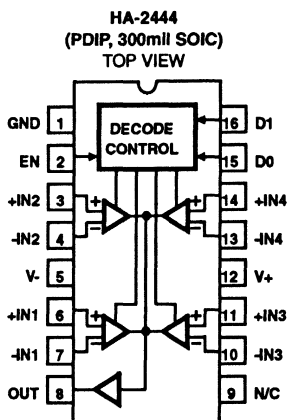 HA-2444
(PDIP, 300mil SOIC)
TOP VIEW
GND 1 DECODE CONTROL 16 D1
EN 2 15 D0
+IN2 3 + + 14 +IN4
-IN2 4 − − 13 -IN4
V- 5 12 V+
+IN1 6 + + 11 +IN3
-IN1 7 − − 10 -IN3
OUT 8 9 N/C